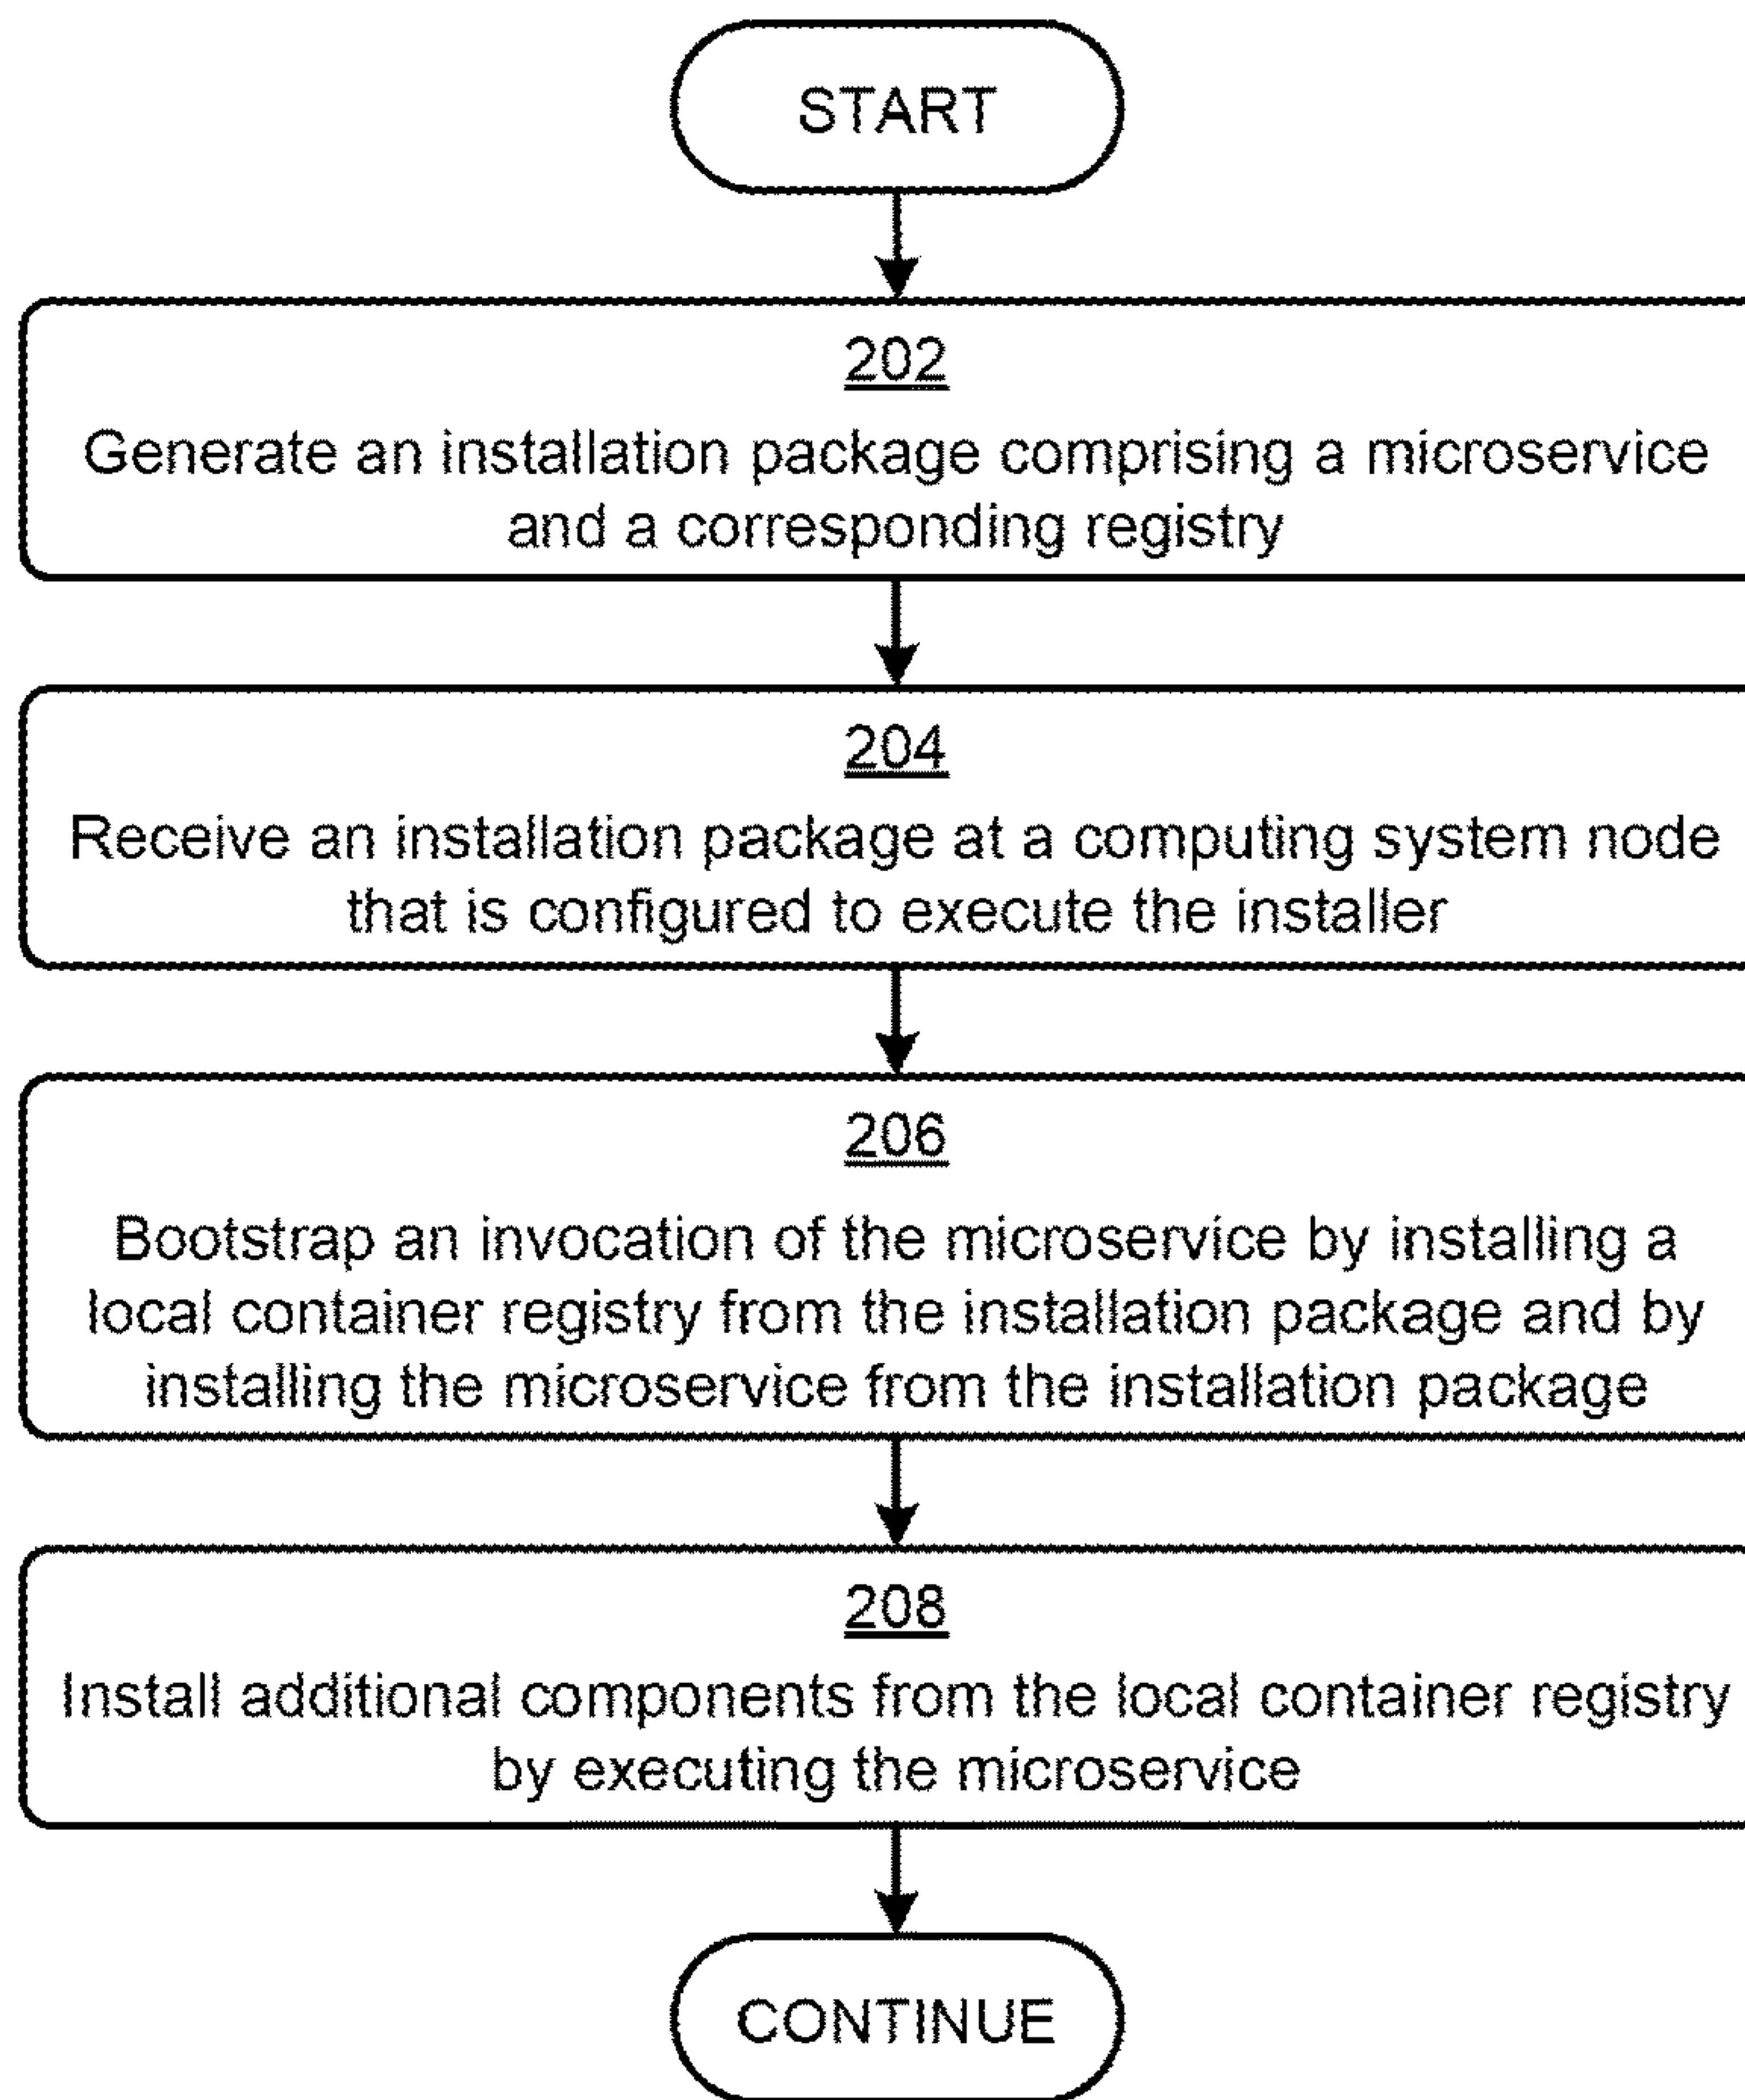 START
202
Generate an installation package comprising a microservice
and a corresponding registry
204
Receive an installation package at a computing system node
that is configured to execute the installer
206
Bootstrap an invocation of the microservice by installing a
local container registry from the installation package and by
installing the microservice from the installation package
208
Install additional components from the local container registry
by executing the microservice
CONTINUE